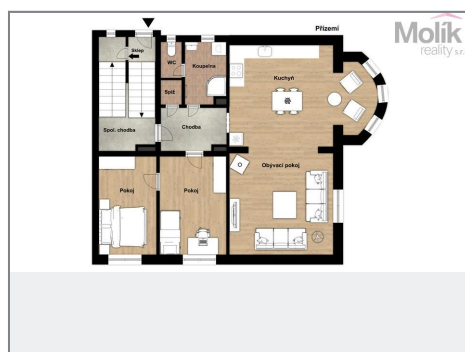 Přízemí
Molík
reality s.r.o.
Sklep
WC
Koupelna
Kuchyň
Spíž
Spol. chodba
Chodba
Obývací pokoj
Pokoj
Pokoj